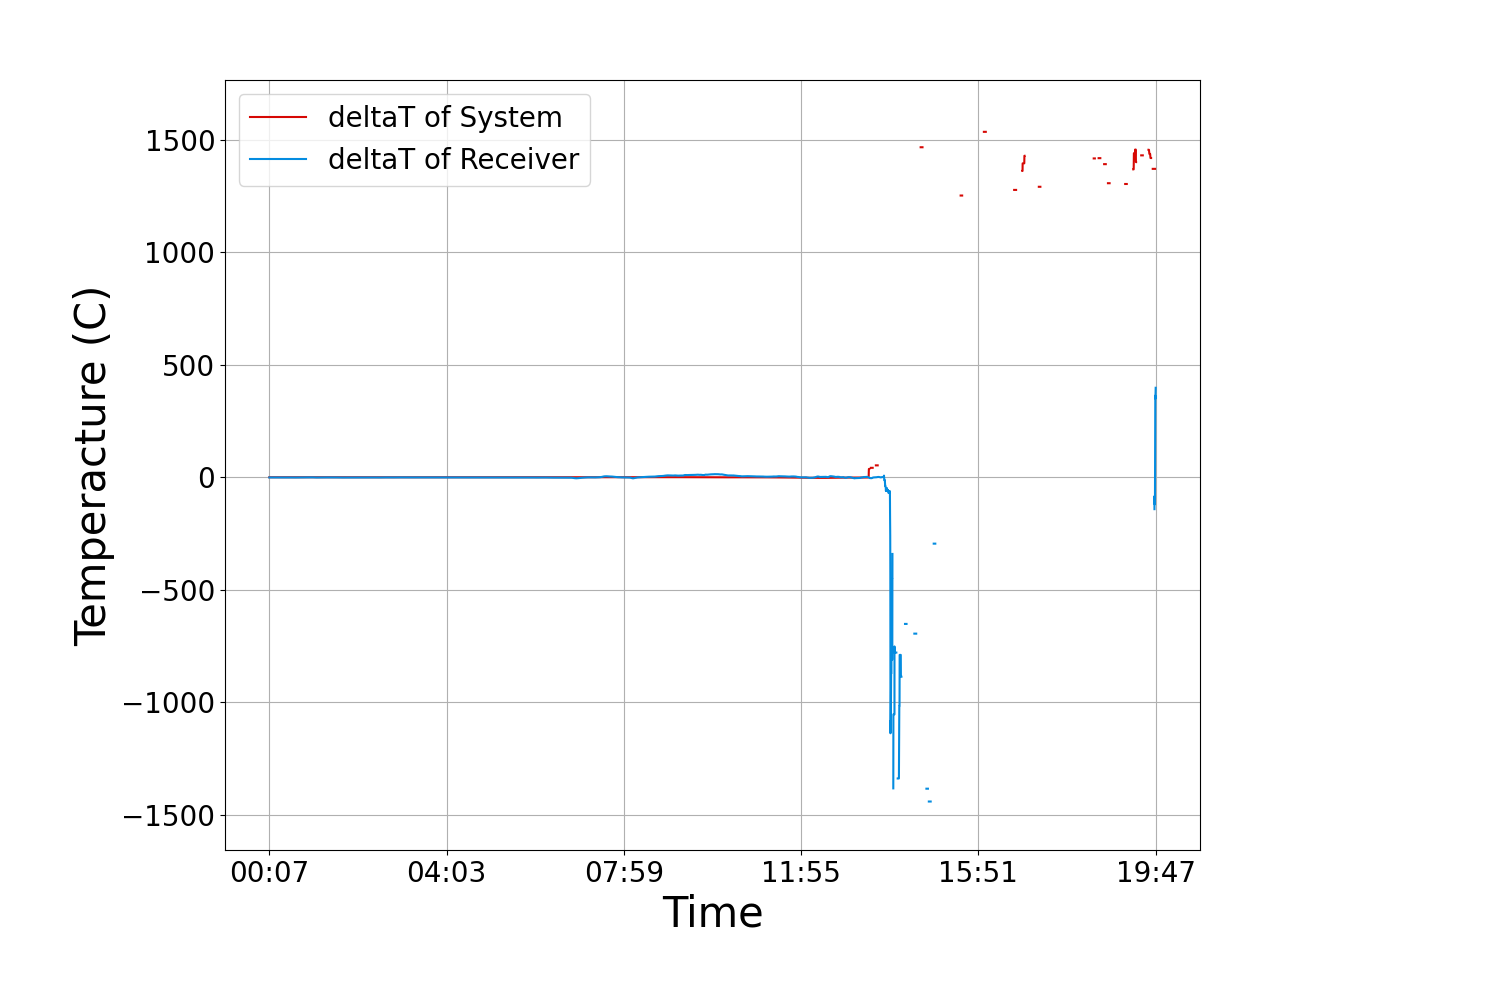 deltaT of System
deltaT of Receiver
1500
1000
500
0
−500
−1000
−1500
Temperacture (C)
00:07 04:03 07:59 11:55 15:51 19:47
Time